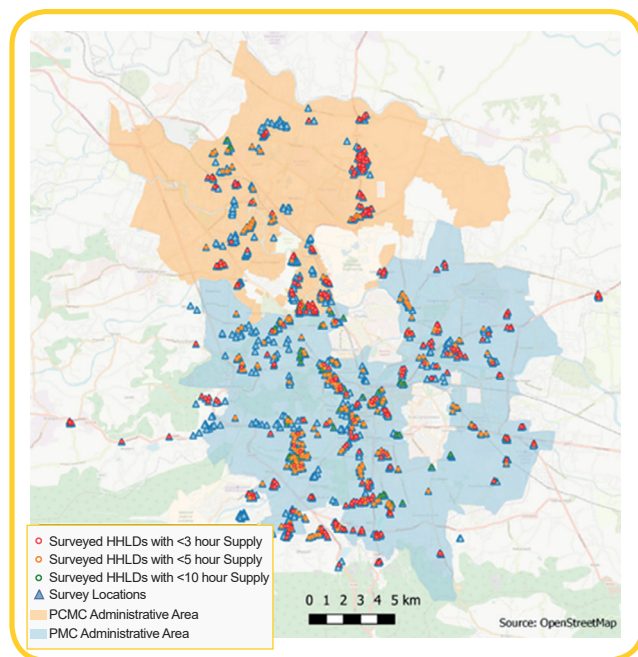 Surveyed HHLDs with <3 hour Supply
Surveyed HHLDs with <5 hour Supply
Surveyed HHLDs with <10 hour Supply
Survey Locations
PCMC Administrative Area
PMC Administrative Area
0 1 2 3 4 5 km
Source: OpenStreetMap